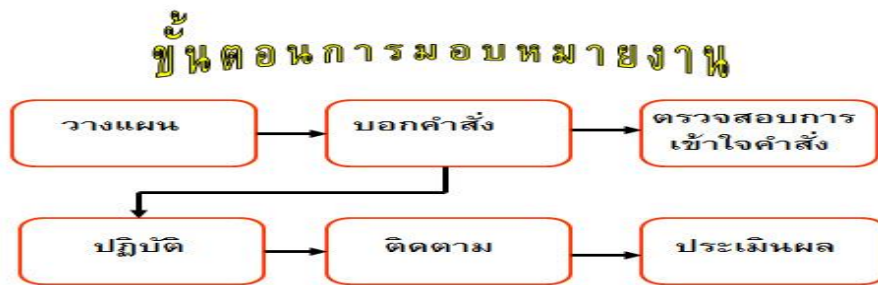 ขั้นตอนการมอบหมายงาน
วางแผน
บอกคำสั่ง
ตรวจสอบการ
เข้าใจคำสั่ง
ปฏิบัติ
ติดตาม
ประเมินผล